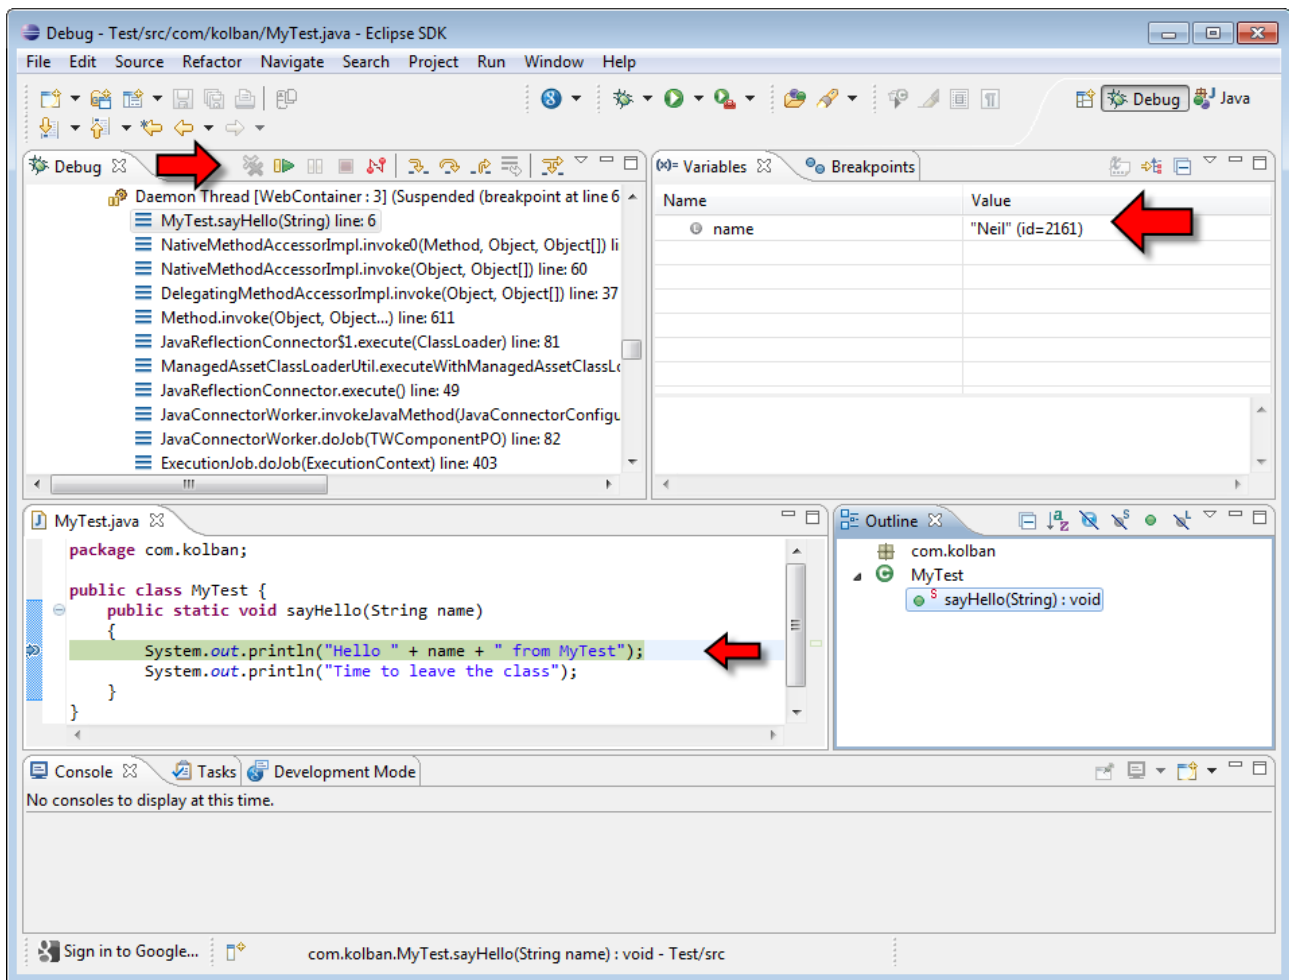 Debug - Test/src/com/kolban/MyTest.java - Eclipse SDK
File Edit Source Refactor Navigate Search Project Run Window Help
Debug Java
Debug
Daemon Thread [WebContainer : 3] (Suspended (breakpoint at line 6
MyTest.sayHello(String) line: 6
NativeMethodAccessorImpl.invoke0(Method, Object, Object[]) li
NativeMethodAccessorImpl.invoke(Object, Object[]) line: 60
DelegatingMethodAccessorImpl.invoke(Object, Object[]) line: 37
Method.invoke(Object, Object...) line: 611
JavaReflectionConnector$1.execute(ClassLoader) line: 81
ManagedAssetClassLoaderUtil.executeWithManagedAssetClassLo
JavaReflectionConnector.execute() line: 49
JavaConnectorWorker.invokeJavaMethod(JavaConnectorConfigu
JavaConnectorWorker.doJob(TWComponentPO) line: 82
ExecutionJob.doJob(ExecutionContext) line: 403
(x)= Variables Breakpoints
Name Value
name "Neil" (id=2161)
MyTest.java
package com.kolban;
public class MyTest {
public static void sayHello(String name)
{
System.out.println("Hello " + name + " from MyTest");
System.out.println("Time to leave the class");
}
}
Outline
com.kolban
MyTest
sayHello(String) : void
Console Tasks Development Mode
No consoles to display at this time.
Sign in to Google... com.kolban.MyTest.sayHello(String name) : void - Test/src